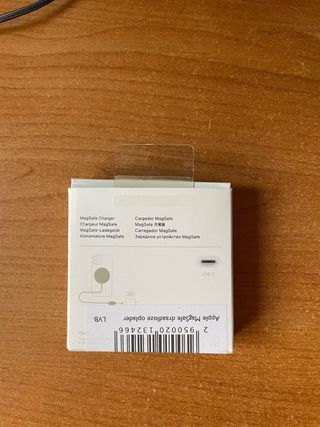 MagSafe Charger
Chargeur MagSafe
MagSafe-Ladegerät
Alimentatore MagSafe
Cargador MagSafe
MagSafe 充電器
Carregador MagSafe
Зарядное устройство MagSafe
Apple MagSafe draadloze oplader
LVB
2 950020 132466